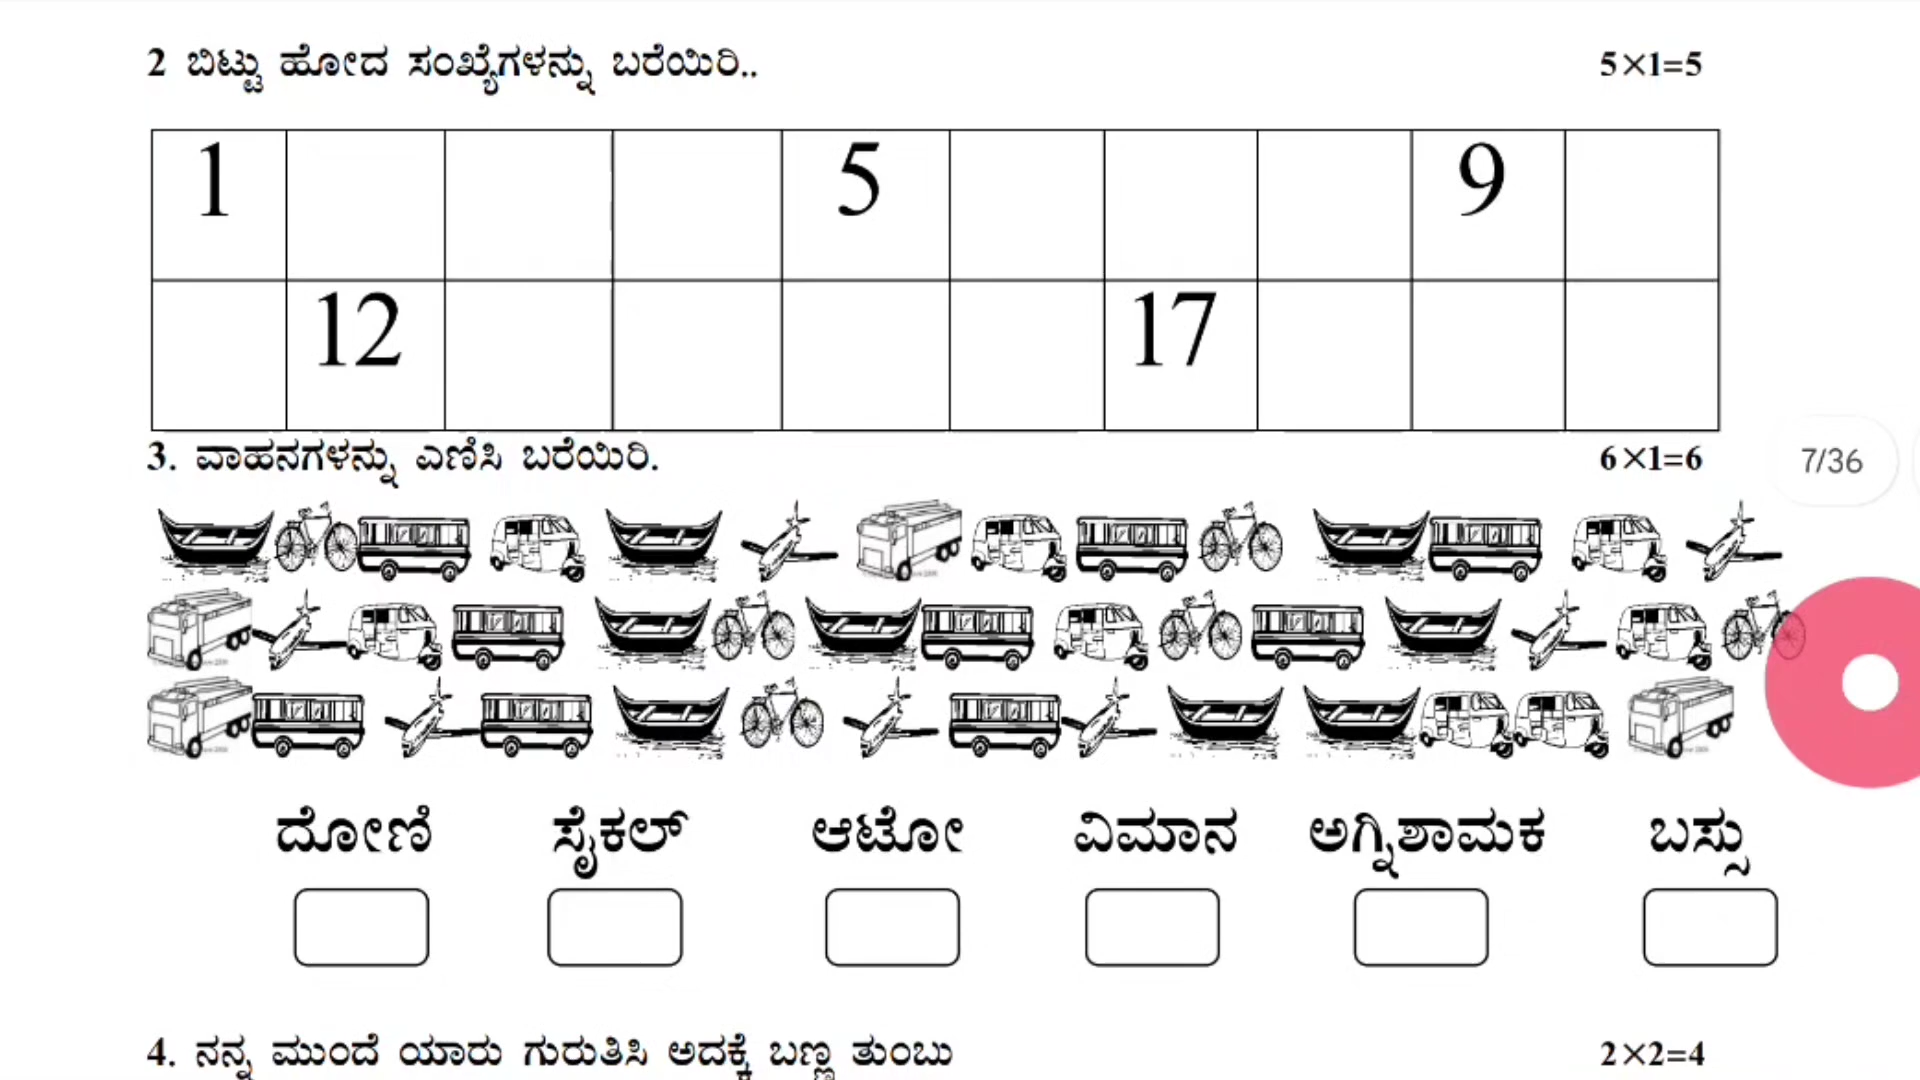 2 ಬಿಟ್ಟು ಹೋದ ಸಂಖ್ಯೆಗಳನ್ನು ಬರೆಯಿರಿ.. 5×1=5
1 5 9
12 17
3. ವಾಹನಗಳನ್ನು ಎಣಿಸಿ ಬರೆಯಿರಿ. 6×1=6
7/36
ದೋಣಿ ಸೈಕಲ್ ಆಟೋ ವಿಮಾನ ಅಗ್ನಿಶಾಮಕ ಬಸ್ಸು
4. ನನ್ನ ಮುಂದೆ ಯಾರು ಗುರುತಿಸಿ ಅದಕ್ಕೆ ಬಣ್ಣ ತುಂಬು 2×2=4